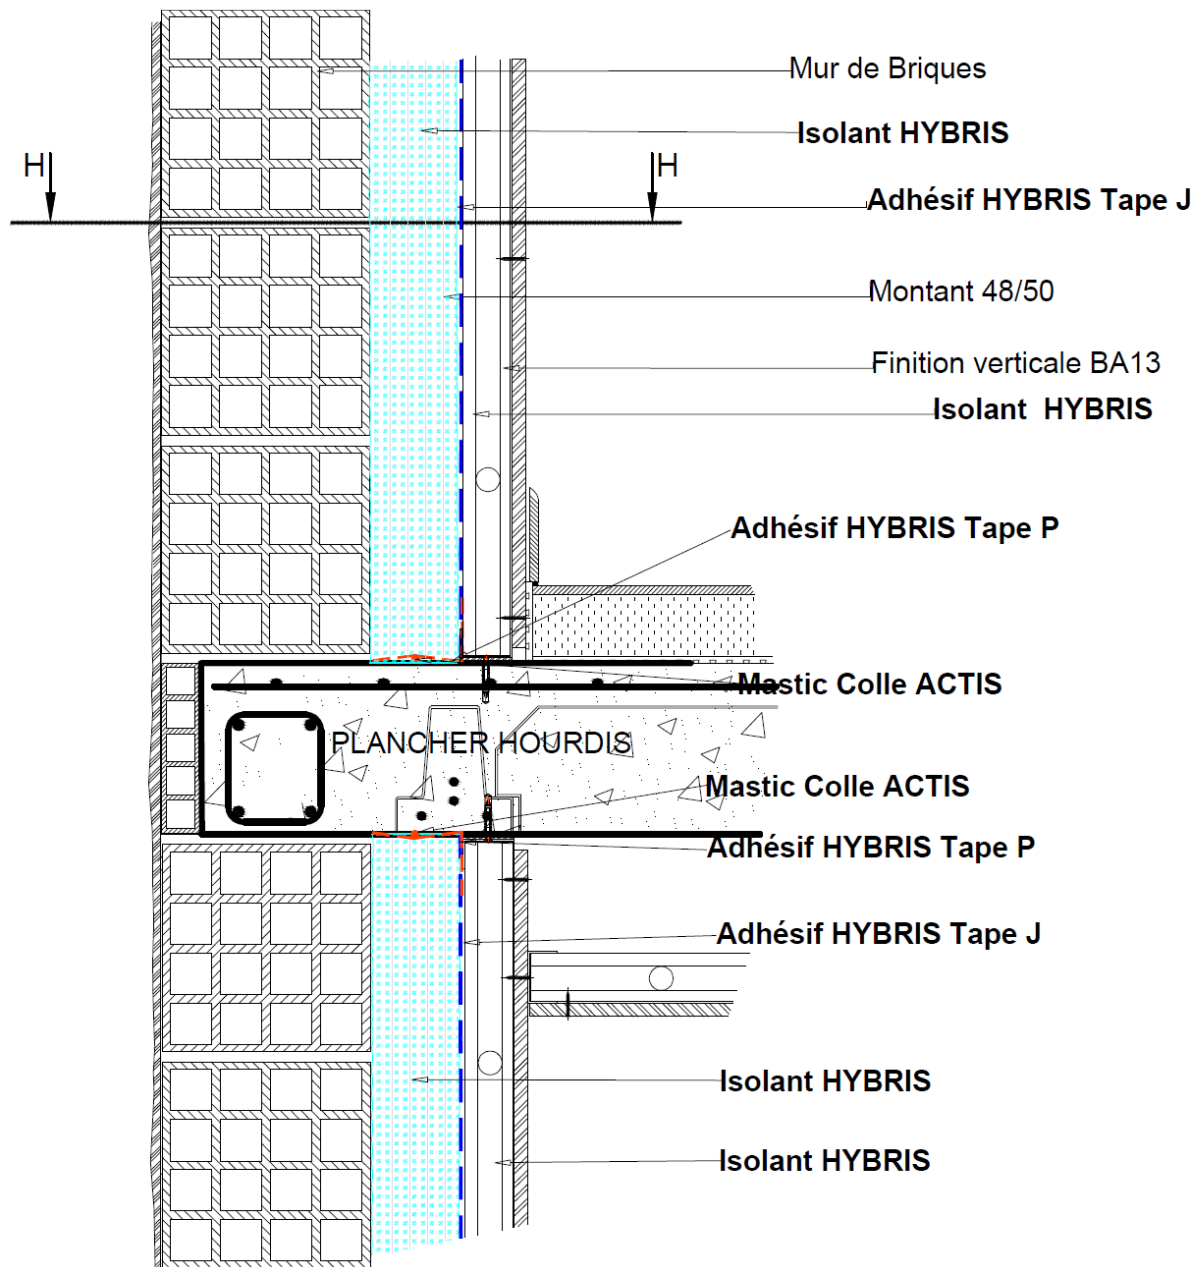 Mur de Briques
Isolant HYBRIS
H
H
Adhésif HYBRIS Tape J
Montant 48/50
Finition verticale BA13
Isolant HYBRIS
Adhésif HYBRIS Tape P
Mastic Colle ACTIS
PLANCHER HOURDIS
Mastic Colle ACTIS
Adhésif HYBRIS Tape P
Adhésif HYBRIS Tape J
Isolant HYBRIS
Isolant HYBRIS